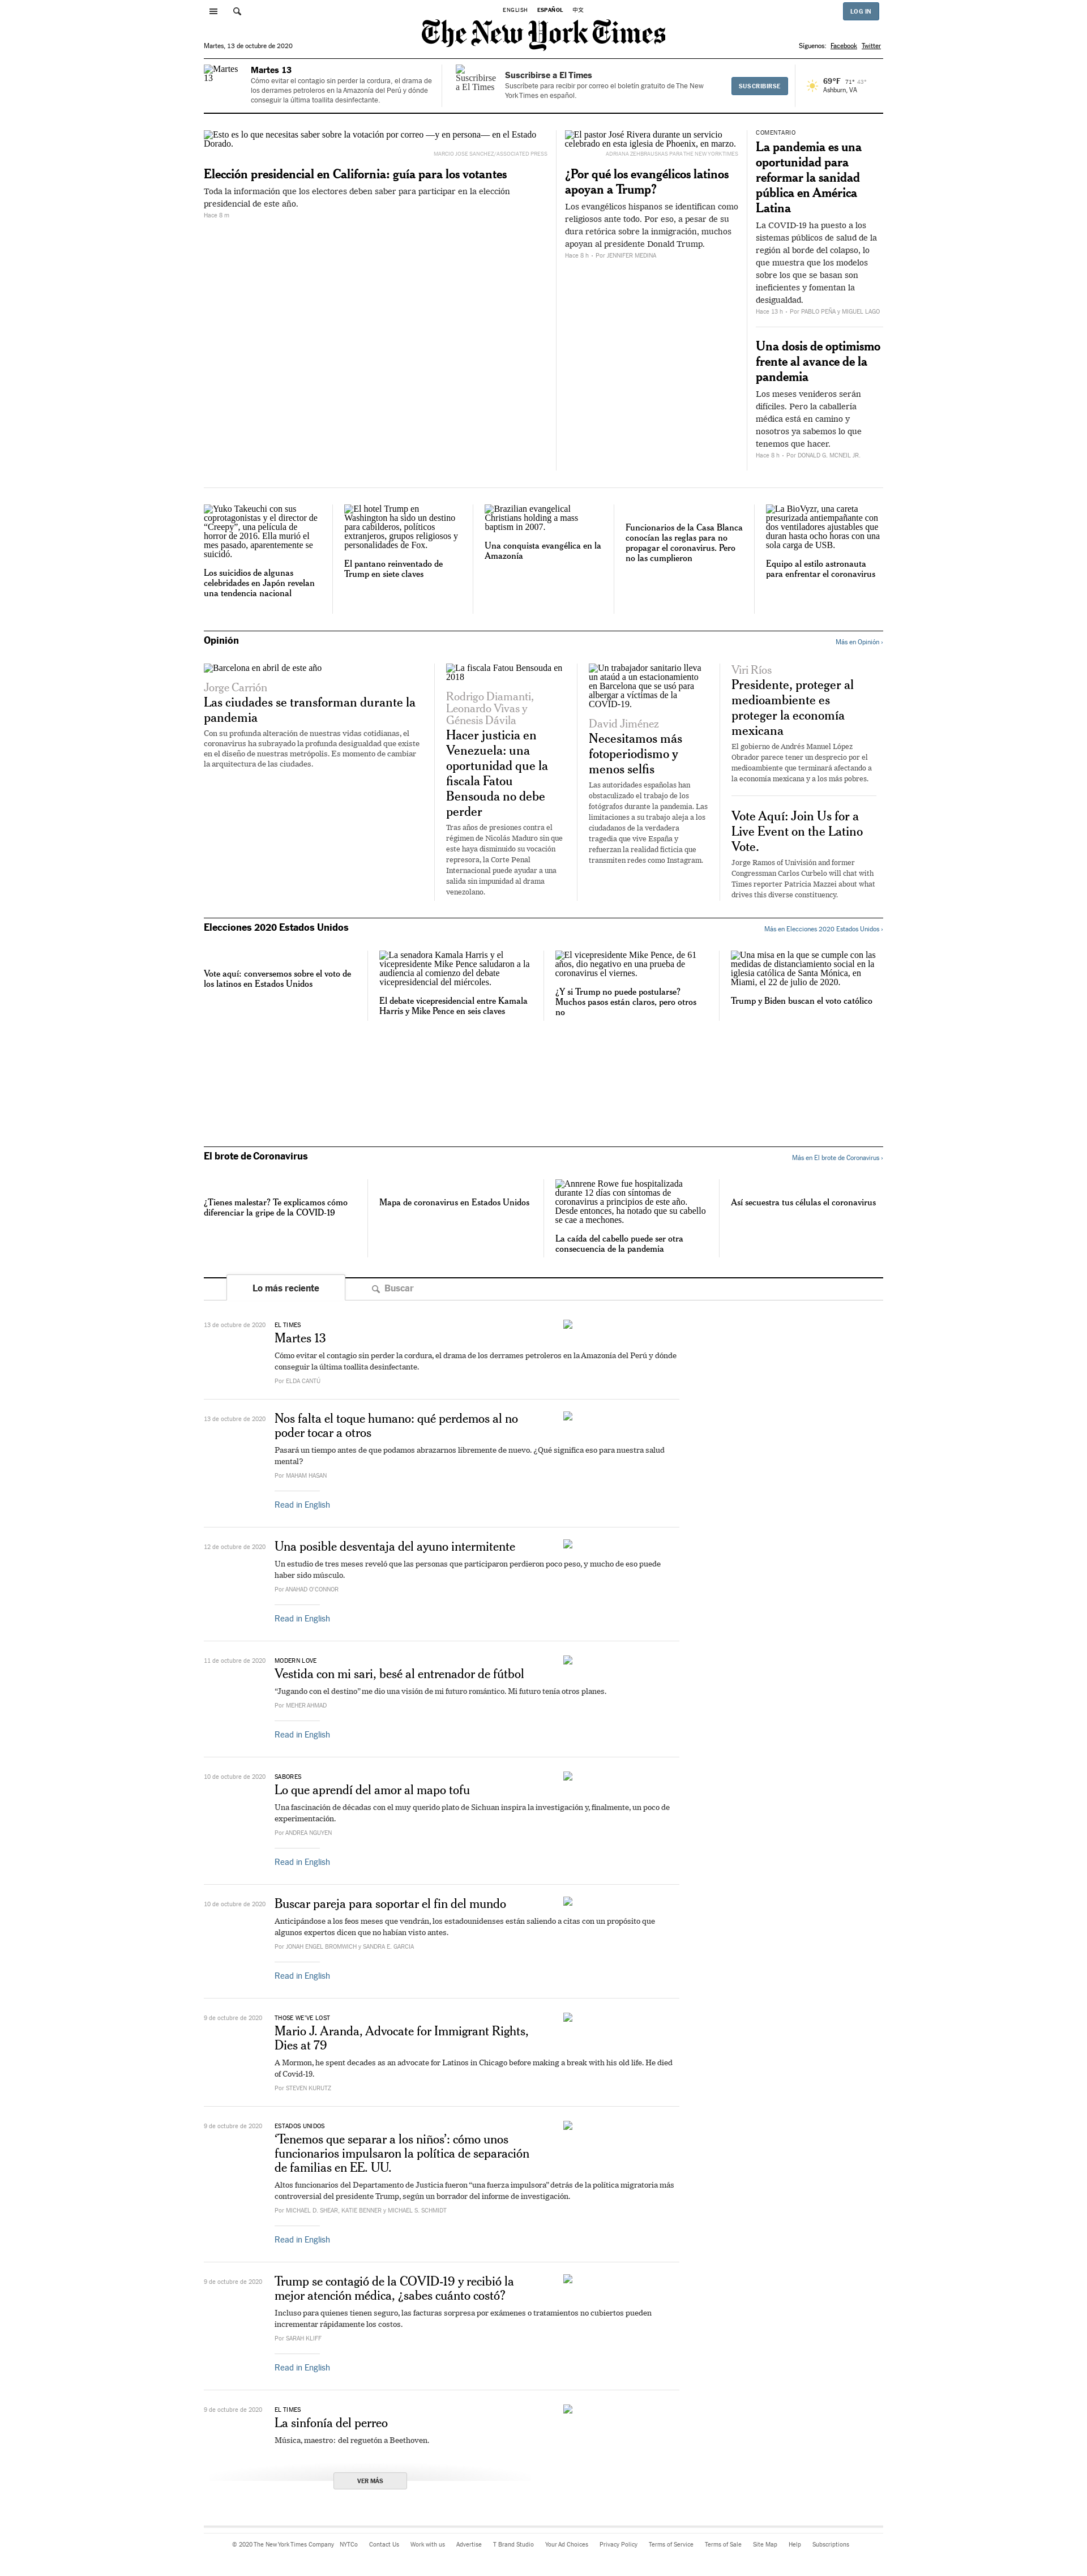 ENGLISH ESPAÑOL 中文
LOG IN
The New York Times
Martes, 13 de octubre de 2020
Síguenos: Facebook Twitter
Martes
13
Martes 13
Cómo evitar el contagio sin perder la cordura, el drama de
los derrames petroleros en la Amazonía del Perú y dónde
conseguir la última toallita desinfectante.
Suscribirse
a El Times
Suscribirse a El Times
Suscríbete para recibir por correo el boletín gratuito de The New
York Times en español.
SUSCRIBIRSE
69°F 71° 43°
Ashburn, VA
Esto es lo que necesitas saber sobre la votación por correo —y en persona— en el Estado
Dorado.
MARCIO JOSE SANCHEZ/ASSOCIATED PRESS
Elección presidencial en California: guía para los votantes
Toda la información que los electores deben saber para participar en la elección
presidencial de este año.
Hace 8 m
El pastor José Rivera durante un servicio
celebrado en esta iglesia de Phoenix, en marzo.
ADRIANA ZEHBRAUSKAS PARA THE NEW YORK TIMES
¿Por qué los evangélicos latinos
apoyan a Trump?
Los evangélicos hispanos se identifican como
religiosos ante todo. Por eso, a pesar de su
dura retórica sobre la inmigración, muchos
apoyan al presidente Donald Trump.
Hace 8 h • Por JENNIFER MEDINA
COMENTARIO
La pandemia es una
oportunidad para
reformar la sanidad
pública en América
Latina
La COVID-19 ha puesto a los
sistemas públicos de salud de la
región al borde del colapso, lo
que muestra que los modelos
sobre los que se basan son
ineficientes y fomentan la
desigualdad.
Hace 13 h • Por PABLO PEÑA y MIGUEL LAGO
Una dosis de optimismo
frente al avance de la
pandemia
Los meses venideros serán
difíciles. Pero la caballería
médica está en camino y
nosotros ya sabemos lo que
tenemos que hacer.
Hace 8 h • Por DONALD G. MCNEIL JR.
Yuko Takeuchi con sus
coprotagonistas y el director de
“Creepy”, una película de
horror de 2016. Ella murió el
mes pasado, aparentemente se
suicidó.
Los suicidios de algunas
celebridades en Japón revelan
una tendencia nacional
El hotel Trump en
Washington ha sido un destino
para cabilderos, políticos
extranjeros, grupos religiosos y
personalidades de Fox.
El pantano reinventado de
Trump en siete claves
Brazilian evangelical
Christians holding a mass
baptism in 2007.
Una conquista evangélica en la
Amazonía
Funcionarios de la Casa Blanca
conocían las reglas para no
propagar el coronavirus. Pero
no las cumplieron
La BioVyzr, una careta
presurizada antiempañante con
dos ventiladores ajustables que
duran hasta ocho horas con una
sola carga de USB.
Equipo al estilo astronauta
para enfrentar el coronavirus
Opinión
Más en Opinión ›
Barcelona en abril de este año
Jorge Carrión
Las ciudades se transforman durante la
pandemia
Con su profunda alteración de nuestras vidas cotidianas, el
coronavirus ha subrayado la profunda desigualdad que existe
en el diseño de nuestras metrópolis. Es momento de cambiar
la arquitectura de las ciudades.
La fiscala Fatou Bensouda en
2018
Rodrigo Diamanti,
Leonardo Vivas y
Génesis Dávila
Hacer justicia en
Venezuela: una
oportunidad que la
fiscala Fatou
Bensouda no debe
perder
Tras años de presiones contra el
régimen de Nicolás Maduro sin que
este haya disminuido su vocación
represora, la Corte Penal
Internacional puede ayudar a una
salida sin impunidad al drama
venezolano.
Un trabajador sanitario lleva
un ataúd a un estacionamiento
en Barcelona que se usó para
albergar a víctimas de la
COVID-19.
David Jiménez
Necesitamos más
fotoperiodismo y
menos selfis
Las autoridades españolas han
obstaculizado el trabajo de los
fotógrafos durante la pandemia. Las
limitaciones a su trabajo aleja a los
ciudadanos de la verdadera
tragedia que vive España y
refuerzan la realidad ficticia que
transmiten redes como Instagram.
Viri Ríos
Presidente, proteger al
medioambiente es
proteger la economía
mexicana
El gobierno de Andrés Manuel López
Obrador parece tener un desprecio por el
medioambiente que terminará afectando a
la economía mexicana y a los más pobres.
Vote Aquí: Join Us for a
Live Event on the Latino
Vote.
Jorge Ramos of Univisión and former
Congressman Carlos Curbelo will chat with
Times reporter Patricia Mazzei about what
drives this diverse constituency.
Elecciones 2020 Estados Unidos
Más en Elecciones 2020 Estados Unidos ›
Vote aquí: conversemos sobre el voto de
los latinos en Estados Unidos
La senadora Kamala Harris y el
vicepresidente Mike Pence saludaron a la
audiencia al comienzo del debate
vicepresidencial del miércoles.
El debate vicepresidencial entre Kamala
Harris y Mike Pence en seis claves
El vicepresidente Mike Pence, de 61
años, dio negativo en una prueba de
coronavirus el viernes.
¿Y si Trump no puede postularse?
Muchos pasos están claros, pero otros
no
Una misa en la que se cumple con las
medidas de distanciamiento social en la
iglesia católica de Santa Mónica, en
Miami, el 22 de julio de 2020.
Trump y Biden buscan el voto católico
El brote de Coronavirus
Más en El brote de Coronavirus ›
¿Tienes malestar? Te explicamos cómo
diferenciar la gripe de la COVID-19
Mapa de coronavirus en Estados Unidos
Annrene Rowe fue hospitalizada
durante 12 días con síntomas de
coronavirus a principios de este año.
Desde entonces, ha notado que su cabello
se cae a mechones.
La caída del cabello puede ser otra
consecuencia de la pandemia
Así secuestra tus células el coronavirus
Lo más reciente
Buscar
13 de octubre de 2020
EL TIMES
Martes 13
Cómo evitar el contagio sin perder la cordura, el drama de los derrames petroleros en la Amazonía del Perú y dónde
conseguir la última toallita desinfectante.
Por ELDA CANTÚ
13 de octubre de 2020
Nos falta el toque humano: qué perdemos al no
poder tocar a otros
Pasará un tiempo antes de que podamos abrazarnos libremente de nuevo. ¿Qué significa eso para nuestra salud
mental?
Por MAHAM HASAN
Read in English
12 de octubre de 2020
Una posible desventaja del ayuno intermitente
Un estudio de tres meses reveló que las personas que participaron perdieron poco peso, y mucho de eso puede
haber sido músculo.
Por ANAHAD O'CONNOR
Read in English
11 de octubre de 2020
MODERN LOVE
Vestida con mi sari, besé al entrenador de fútbol
“Jugando con el destino” me dio una visión de mi futuro romántico. Mi futuro tenía otros planes.
Por MEHER AHMAD
Read in English
10 de octubre de 2020
SABORES
Lo que aprendí del amor al mapo tofu
Una fascinación de décadas con el muy querido plato de Sichuan inspira la investigación y, finalmente, un poco de
experimentación.
Por ANDREA NGUYEN
Read in English
10 de octubre de 2020
Buscar pareja para soportar el fin del mundo
Anticipándose a los feos meses que vendrán, los estadounidenses están saliendo a citas con un propósito que
algunos expertos dicen que no habían visto antes.
Por JONAH ENGEL BROMWICH y SANDRA E. GARCIA
Read in English
9 de octubre de 2020
THOSE WE'VE LOST
Mario J. Aranda, Advocate for Immigrant Rights,
Dies at 79
A Mormon, he spent decades as an advocate for Latinos in Chicago before making a break with his old life. He died
of Covid-19.
Por STEVEN KURUTZ
9 de octubre de 2020
ESTADOS UNIDOS
‘Tenemos que separar a los niños’: cómo unos
funcionarios impulsaron la política de separación
de familias en EE. UU.
Altos funcionarios del Departamento de Justicia fueron “una fuerza impulsora” detrás de la política migratoria más
controversial del presidente Trump, según un borrador del informe de investigación.
Por MICHAEL D. SHEAR, KATIE BENNER y MICHAEL S. SCHMIDT
Read in English
9 de octubre de 2020
Trump se contagió de la COVID-19 y recibió la
mejor atención médica, ¿sabes cuánto costó?
Incluso para quienes tienen seguro, las facturas sorpresa por exámenes o tratamientos no cubiertos pueden
incrementar rápidamente los costos.
Por SARAH KLIFF
Read in English
9 de octubre de 2020
EL TIMES
La sinfonía del perreo
Música, maestro: del reguetón a Beethoven.
VER MÁS
© 2020 The New York Times Company NYTCo Contact Us Work with us Advertise T Brand Studio Your Ad Choices Privacy Policy Terms of Service Terms of Sale Site Map Help Subscriptions